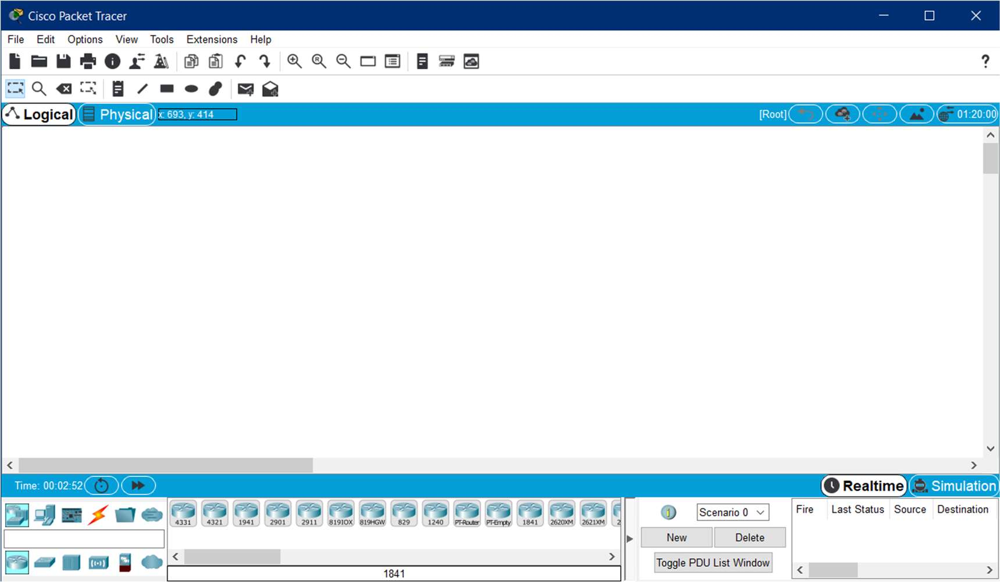 Cisco Packet Tracer
File Edit Options View Tools Extensions Help
R
?
Logical Physical x: 693, y: 414 [Root] 01:20:00
Time: 00:02:52 Realtime Simulation
4331 4321 1941 2901 2911 819IOX 819HGW 829 1240 PT-Router PT-Empty 1841 2620XM 2621XM 2
Scenario 0
Fire Last Status Source Destination
New Delete
Toggle PDU List Window
1841